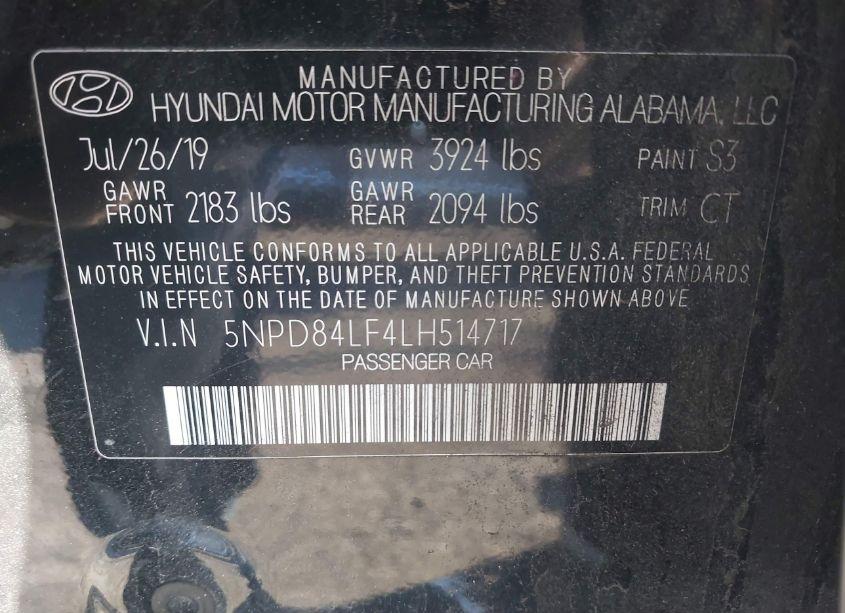 MANUFACTURED BY
HYUNDAI MOTOR MANUFACTURING ALABAMA, LLC
Jul/26/19 GVWR 3924 lbs PAINT S3
GAWR FRONT 2183 lbs GAWR REAR 2094 lbs TRIM CT
THIS VEHICLE CONFORMS TO ALL APPLICABLE U.S.A. FEDERAL
MOTOR VEHICLE SAFETY, BUMPER, AND THEFT PREVENTION STANDARDS
IN EFFECT ON THE DATE OF MANUFACTURE SHOWN ABOVE
V.I.N 5NPD84LF4LH514717
PASSENGER CAR